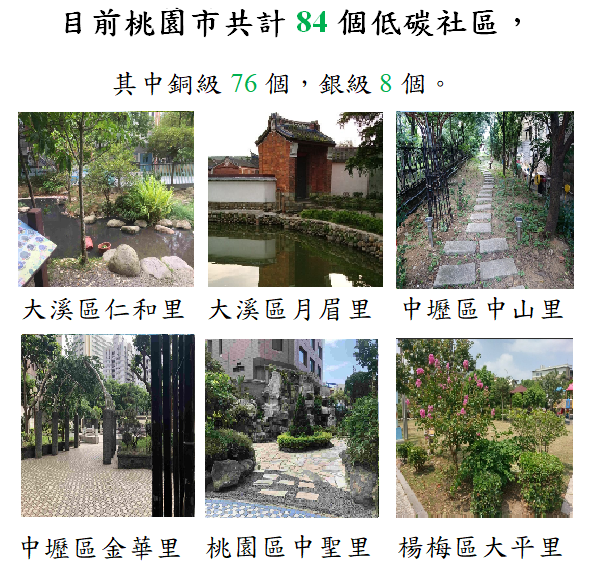 目前桃園市共計 84 個低碳社區，
其中銅級 76 個，銀級 8 個。
大溪區仁和里 大溪區月眉里 中壢區中山里
中壢區金華里 桃園區中聖里 楊梅區大平里